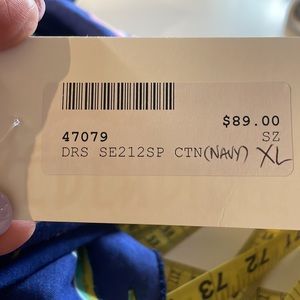 $89.00
47079 SZ
DRS SE212SP CTN (NAVY) XL
73
72